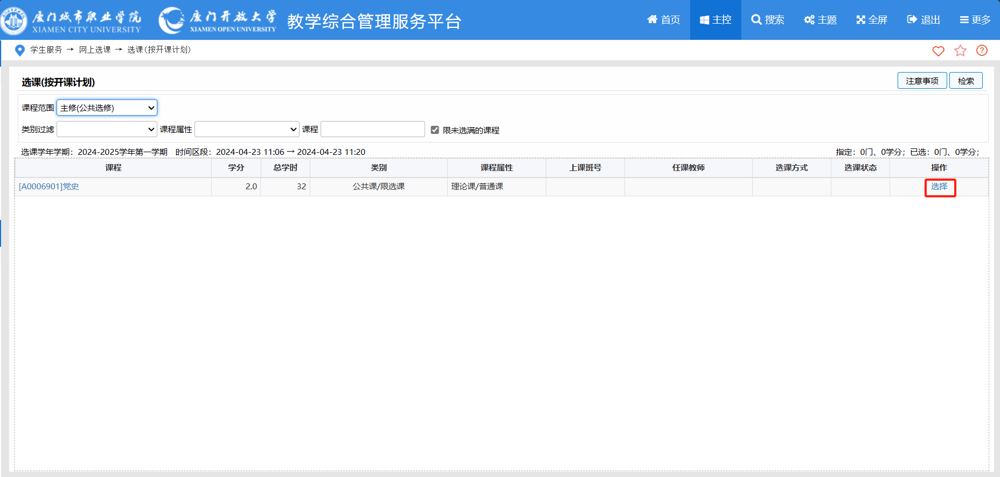 厦门城市职业学院 厦门开放大学 教学综合管理服务平台 首页 主控 搜索 主题 全屏 退出 更多
XIAMEN CITY UNIVERSITY XIAMEN OPEN UNIVERSITY
学生服务 → 网上选课 → 选课(按开课计划)
选课(按开课计划) 注意事项 检索
课程范围 主修(公共选修)
类别过滤 课程属性 课程 限未选满的课程
选课学年学期：2024-2025学年第一学期 时间区段：2024-04-23 11:06 → 2024-04-23 11:20 指定：0门、0学分；已选：0门、0学分；
课程 学分 总学时 类别 课程属性 上课班号 任课教师 选课方式 选课状态 操作
[A0006901]党史 2.0 32 公共课/限选课 理论课/普通课 选择